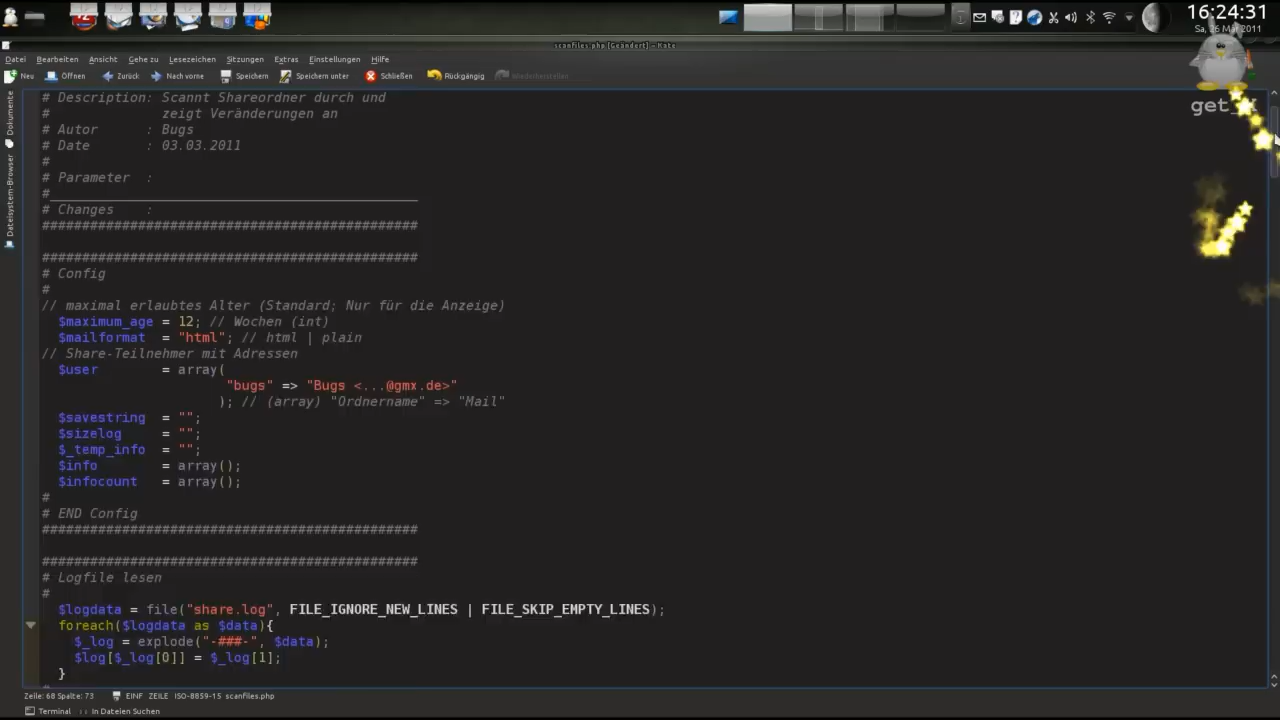 16:24:31
Sa, 26 Mär 2011
scanfiles.php [Geändert] - Kate
Datei Bearbeiten Ansicht Gehe zu Lesezeichen Sitzungen Extras Einstellungen Hilfe
Neu Öffnen Zurück Nach vorne Speichern Speichern unter Schließen Rückgängig Wiederherstellen
get_
Dokumente
Dateisystem-Browser
# Description: Scannt Shareordner durch und
# zeigt Veränderungen an
# Autor : Bugs
# Date : 03.03.2011
#
# Parameter :
#_______________________________________________
# Changes :
###############################################
###############################################
# Config
#
// maximal erlaubtes Alter (Standard; Nur für die Anzeige)
$maximum_age = 12; // Wochen (int)
$mailformat = "html"; // html | plain
// Share-Teilnehmer mit Adressen
$user = array(
"bugs" => "Bugs <...@gmx.de>"
); // (array) "Ordnername" => "Mail"
$savestring = "";
$sizelog = "";
$_temp_info = "";
$info = array();
$infocount = array();
#
# END Config
###############################################
###############################################
# Logfile lesen
#
$logdata = file("share.log", FILE_IGNORE_NEW_LINES | FILE_SKIP_EMPTY_LINES);
foreach($logdata as $data){
$_log = explode("-###-", $data);
$log[$_log[0]] = $_log[1];
}
Zeile: 68 Spalte: 73 EINF ZEILE ISO-8859-15 scanfiles.php
Terminal In Dateien Suchen